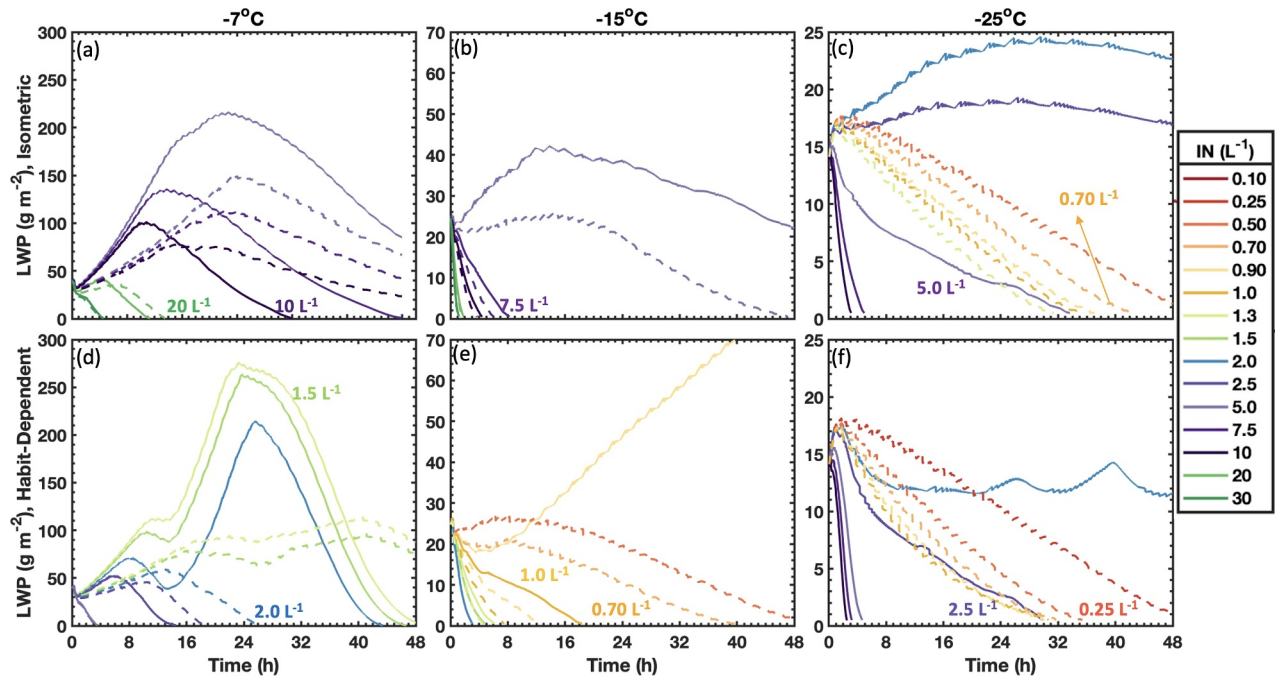 -7°C -15°C -25°C
LWP (g m⁻²), Isometric
300
250
200
150
100
50
0
(a)
20 L⁻¹
10 L⁻¹
70
60
50
40
30
20
10
0
(b)
7.5 L⁻¹
25
20
15
10
5
0
(c)
0.70 L⁻¹
5.0 L⁻¹
IN (L⁻¹)
0.10
0.25
0.50
0.70
0.90
1.0
1.3
1.5
2.0
2.5
5.0
7.5
10
20
30
LWP (g m⁻²), Habit-Dependent
300
250
200
150
100
50
0
(d)
1.5 L⁻¹
2.0 L⁻¹
0 8 16 24 32 40 48
Time (h)
70
60
50
40
30
20
10
0
(e)
1.0 L⁻¹
0.70 L⁻¹
0 8 16 24 32 40 48
Time (h)
25
20
15
10
5
0
(f)
2.5 L⁻¹
0.25 L⁻¹
0 8 16 24 32 40 48
Time (h)